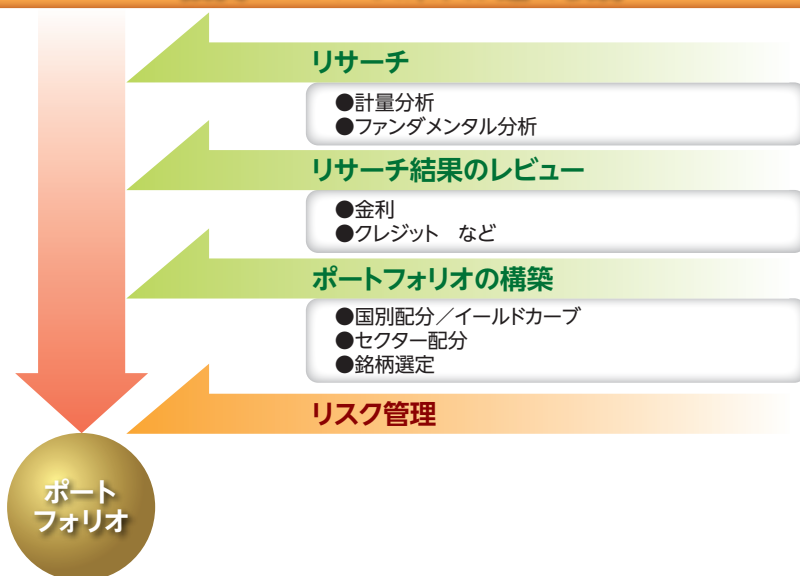 リサーチ
●計量分析
●ファンダメンタル分析
リサーチ結果のレビュー
●金利
●クレジット　など
ポートフォリオの構築
●国別配分／イールドカーブ
●セクター配分
●銘柄選定
リスク管理
ポート
フォリオ